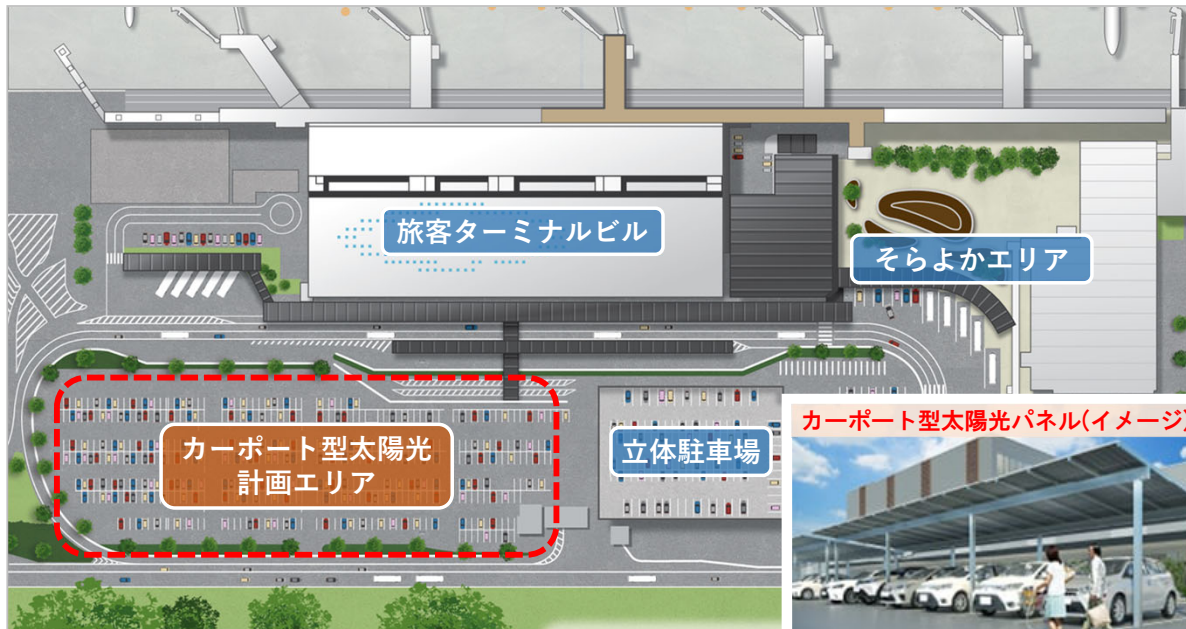 旅客ターミナルビル
そらよかエリア
カーポート型太陽光
計画エリア
立体駐車場
カーポート型太陽光パネル(イメージ)